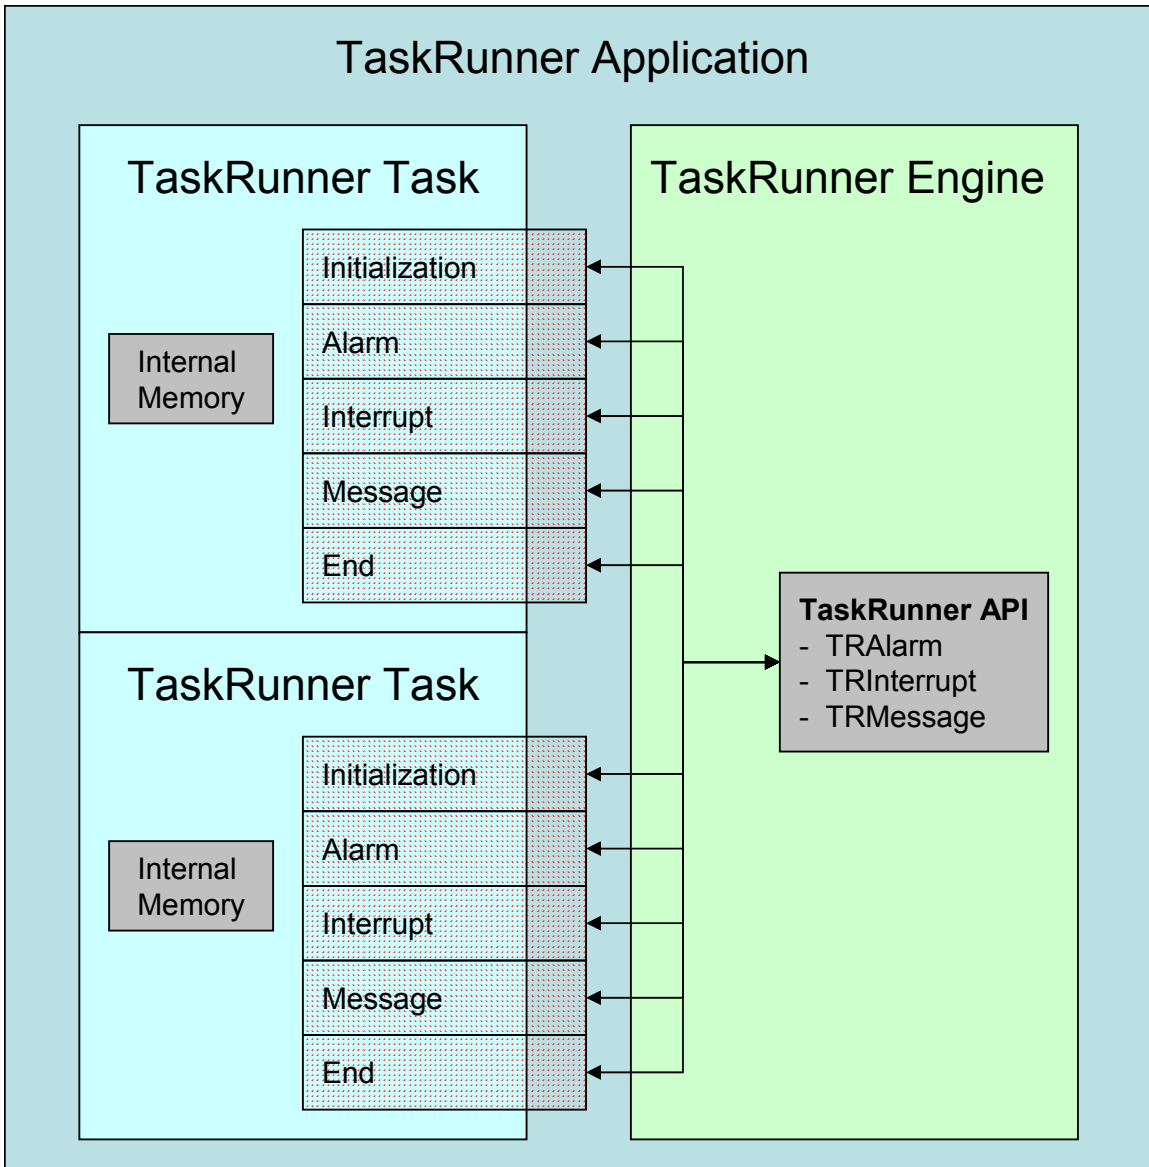 TaskRunner Application
TaskRunner Task
Initialization
Alarm
Internal
Memory
Interrupt
Message
End
TaskRunner Task
Initialization
Alarm
Internal
Memory
Interrupt
Message
End
TaskRunner Engine
TaskRunner API
- TRAlarm
- TRInterrupt
- TRMessage